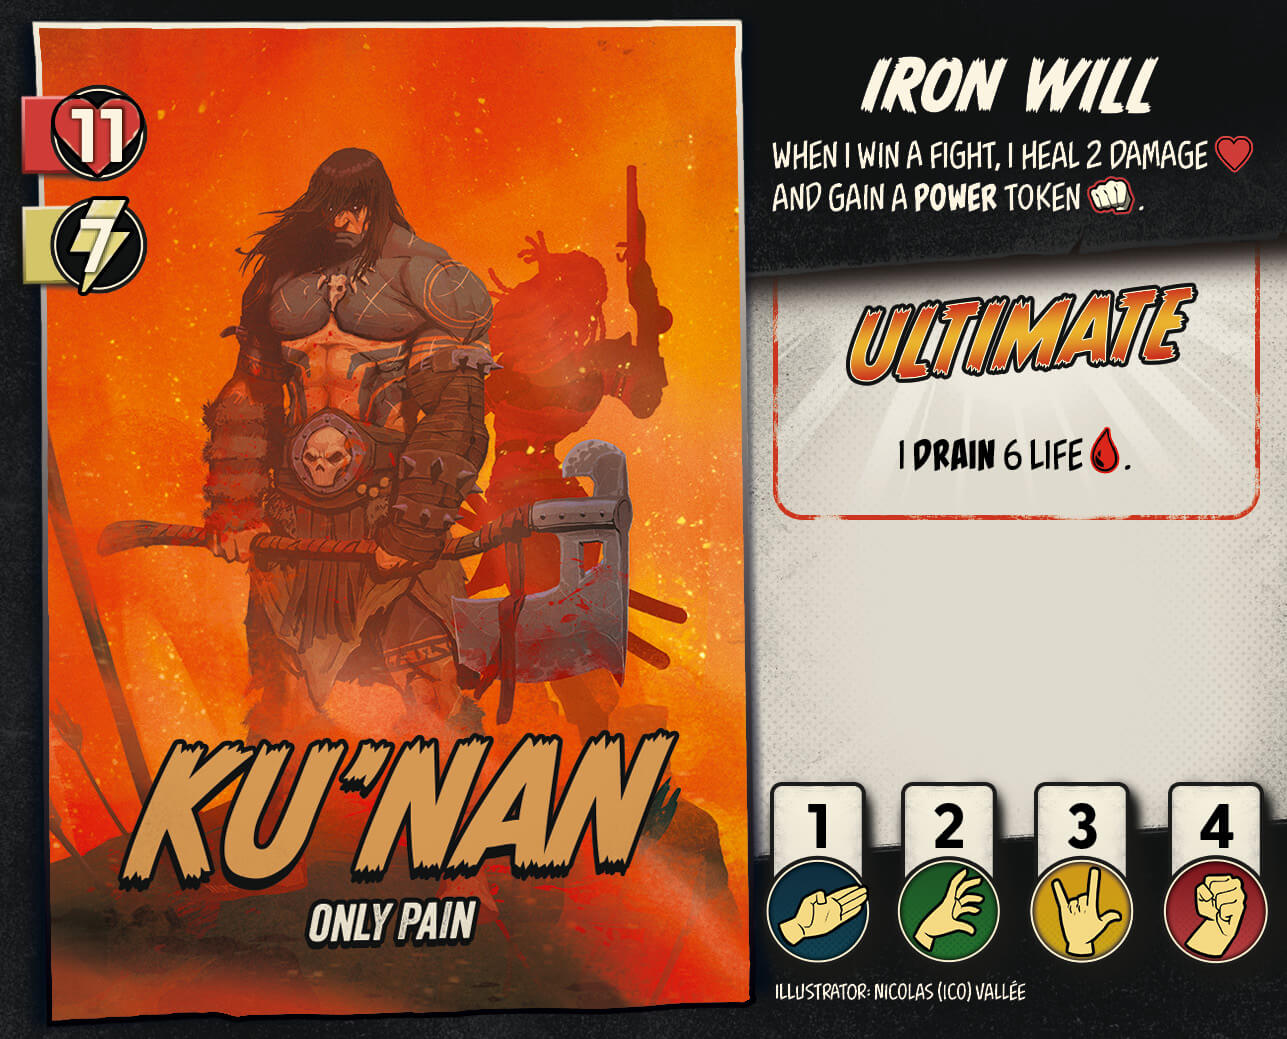 11
7
KU'NAN
ONLY PAIN
IRON WILL
WHEN I WIN A FIGHT, I HEAL 2 DAMAGE
AND GAIN A POWER TOKEN .
ULTIMATE
I DRAIN 6 LIFE .
1 2 3 4
ILLUSTRATOR: NICOLAS (ICO) VALLÉE